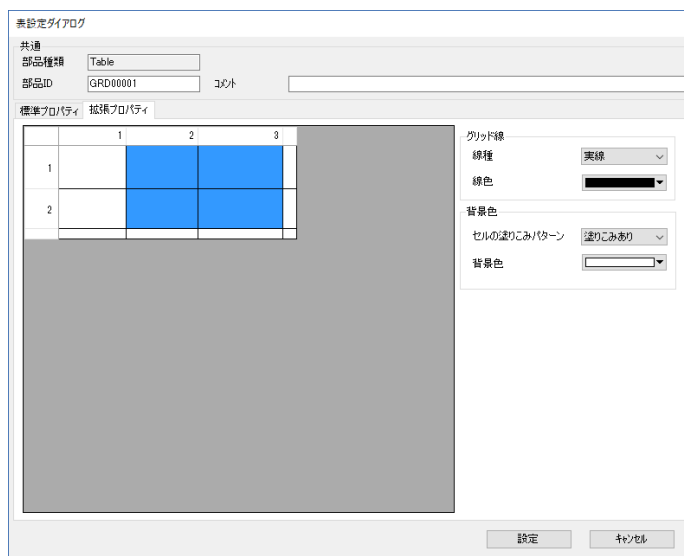 表設定ダイアログ
共通
部品種類 Table
部品ID GRD00001 コメント
標準プロパティ 拡張プロパティ
1 2 3
グリッド線
1
線種 実線
線色
2
背景色
セルの塗りこみパターン 塗りこみあり
背景色
設定 キャンセル